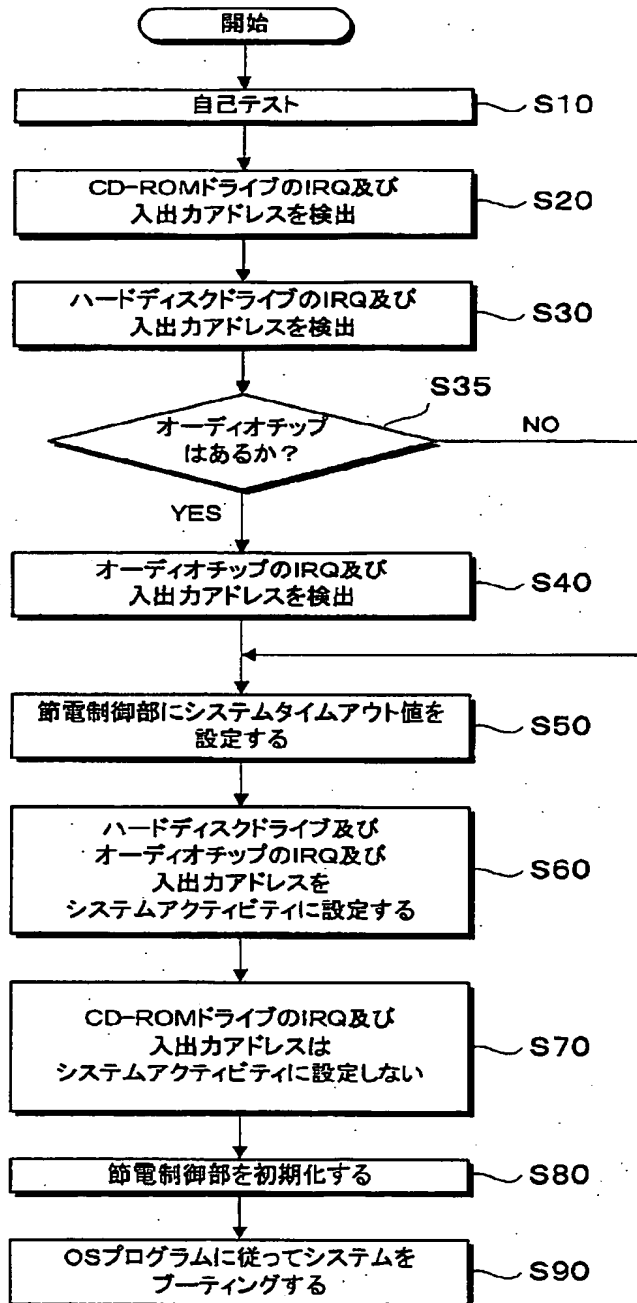 開始
自己テスト
S10
CD-ROMドライブのIRQ及び
入出力アドレスを検出
S20
ハードディスクドライブのIRQ及び
入出力アドレスを検出
S30
S35
オーディオチップ
はあるか？
NO
YES
オーディオチップのIRQ及び
入出力アドレスを検出
S40
節電制御部にシステムタイムアウト値を
設定する
S50
ハードディスクドライブ及び
オーディオチップのIRQ及び
入出力アドレスを
システムアクティビティに設定する
S60
CD-ROMドライブのIRQ及び
入出力アドレスは
システムアクティビティに設定しない
S70
節電制御部を初期化する
S80
OSプログラムに従ってシステムを
ブーティングする
S90